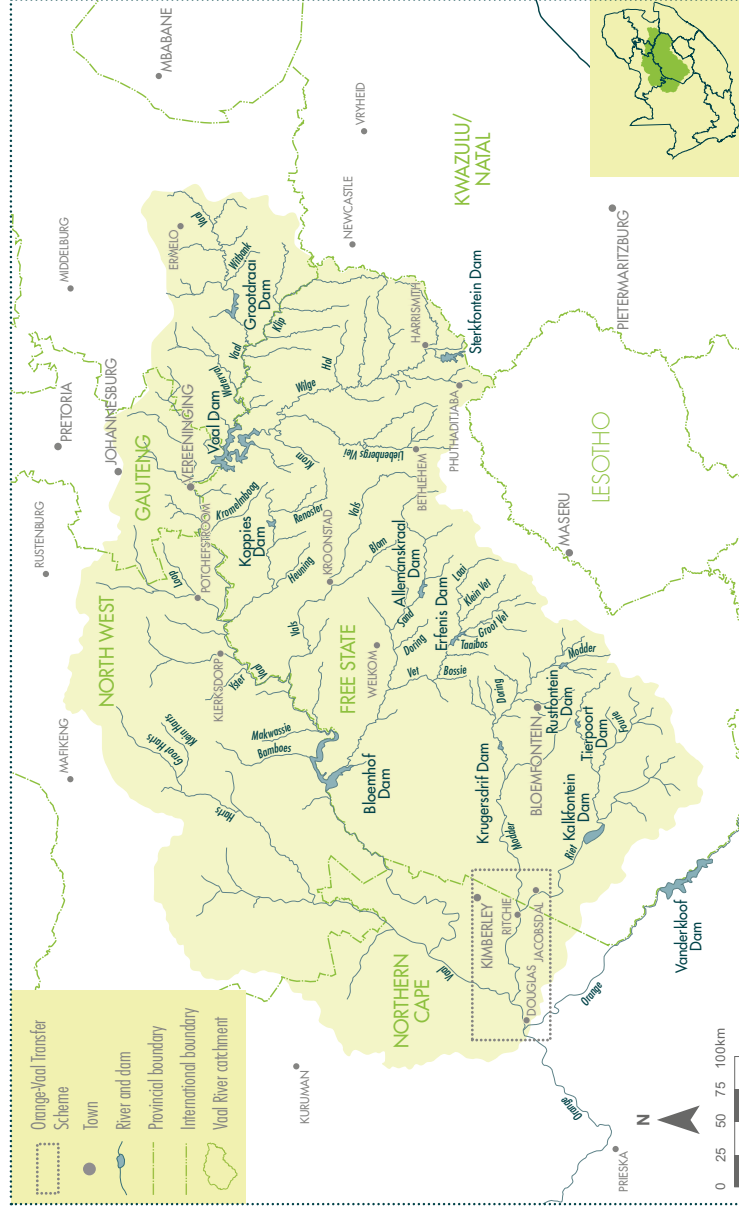 Orange-Vaal Transfer
Scheme
Town
River and dam
Provincial boundary
International boundary
Vaal River catchment
MBABANE
MIDDELBURG
PRETORIA
RUSTENBURG
MAFIKENG
JOHANNESBURG
GAUTENG
NORTH WEST
ERMELO
Vaal
Witbank
Grootdraai
Dam
VRYHEID
NEWCASTLE
KWAZULU/
NATAL
Klip
Vaal
Waterval
VEREENINGING
Vaal Dam
Wilge
Hol
HARRISMITH
Sterkfontein Dam
PIETERMARITZBURG
PHUTHADITJABA
Liebenbergs Vlei
BETHLEHEM
Krom
Kromelmboog
Renoster
Koppies
Dam
POTCHEFSTROOM
Loop
Heuning
KROONSTAD
Vals
Blom
Vals
KLERKSDORP
Yster
Vaal
FREE STATE
WELKOM
Allemanskraal
Dam
Sand
Doring
Erfenis Dam
Laai
Klein Vet
Groot Vet
Taaibos
Vet
Bossie
LESOTHO
MASERU
Groot Harts
Klein Harts
Harts
Makwassie
Bamboes
Bloemhof
Dam
Doring
Krugersdrif Dam
Modder
BLOEMFONTEIN
Rustfontein
Dam
Modder
Tierpoort
Dam
Fouriе
Kalkfontein
Dam
Riet
KIMBERLEY
RITCHIE
JACOBSDAL
DOUGLAS
NORTHERN
CAPE
Vaal
KURUMAN
Orange
Vanderkloof
Dam
Orange
PRIESKA
N
0 25 50 75 100km